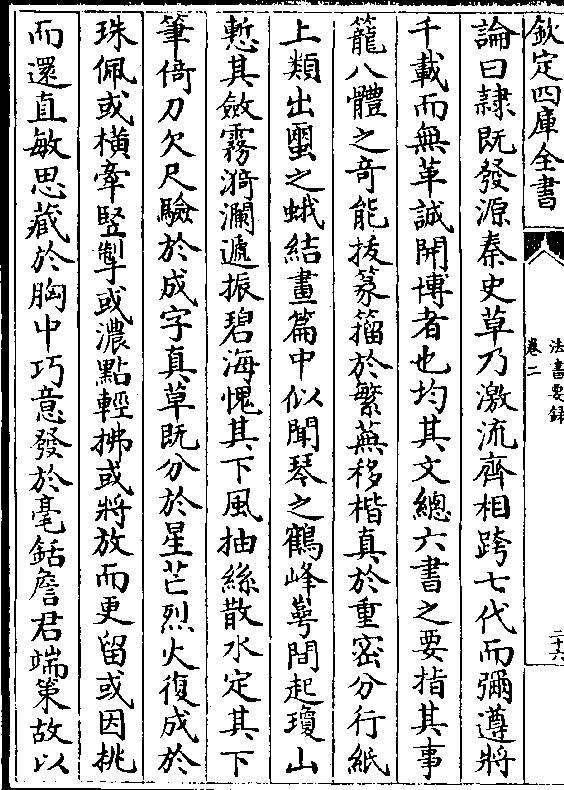 欽定四庫全書
法書要録
卷二
二十六
論曰隷既發源秦史草乃激流齊相跨七代而彌遵將
千載而無革誠開博者也均其文總六書之要指其事
籠八體之竒能拔篆籀於繁蕪移楷真於重密分行紙
上類出蠒之蛾結畫篇中似聞琴之鶴峰崿間起瓊山
慙其斂霧漪瀾遞振碧海愧其下風抽絲散水定其下
筆倚刀欠尺驗於成字真草既分於星芒烈火復成於
珠佩或横牽竪掣或濃點輕拂或將放而更留或因挑
而還直敏思藏於胸中巧意發於毫銛詹君端策故以